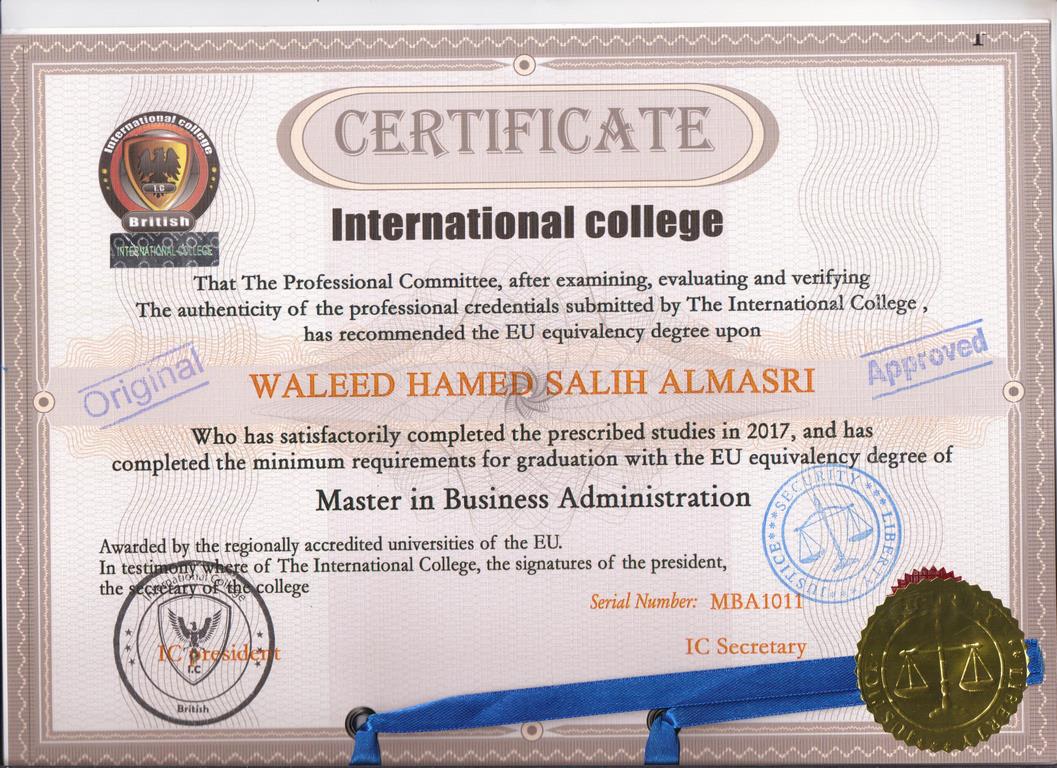 I
CERTIFICATE
International college
I.C
British
INTERNATIONAL COLLEGE
International college
That The Professional Committee, after examining, evaluating and verifying
The authenticity of the professional credentials submitted by The International College ,
has recommended the EU equivalency degree upon
Original
Approved
WALEED HAMED SALIH ALMASRI
Who has satisfactorily completed the prescribed studies in 2017, and has
completed the minimum requirements for graduation with the EU equivalency degree of
Master in Business Administration
SECURITY *** LIBERTY JUSTICE ***
Awarded by the regionally accredited universities of the EU.
In testimony where of The International College, the signatures of the president,
the secretary of the college
International College
I.C
British
Serial Number: MBA1011
IC President
IC Secretary
LIBERTY
JUSTICE